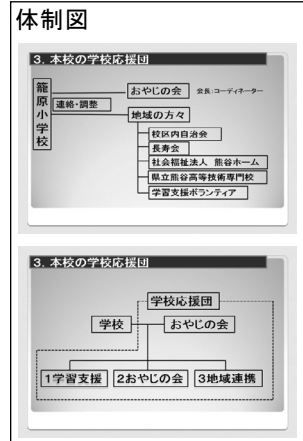 体制図
3. 本校の学校応援団
籠原小学校
連絡・調整
おやじの会
会長:コーディネーター
地域の方々
校区内自治会
長寿会
社会福祉法人 熊谷ホーム
県立熊谷高等技術専門校
学習支援ボランティア
3. 本校の学校応援団
学校応援団
学校
おやじの会
1学習支援
2おやじの会
3地域連携